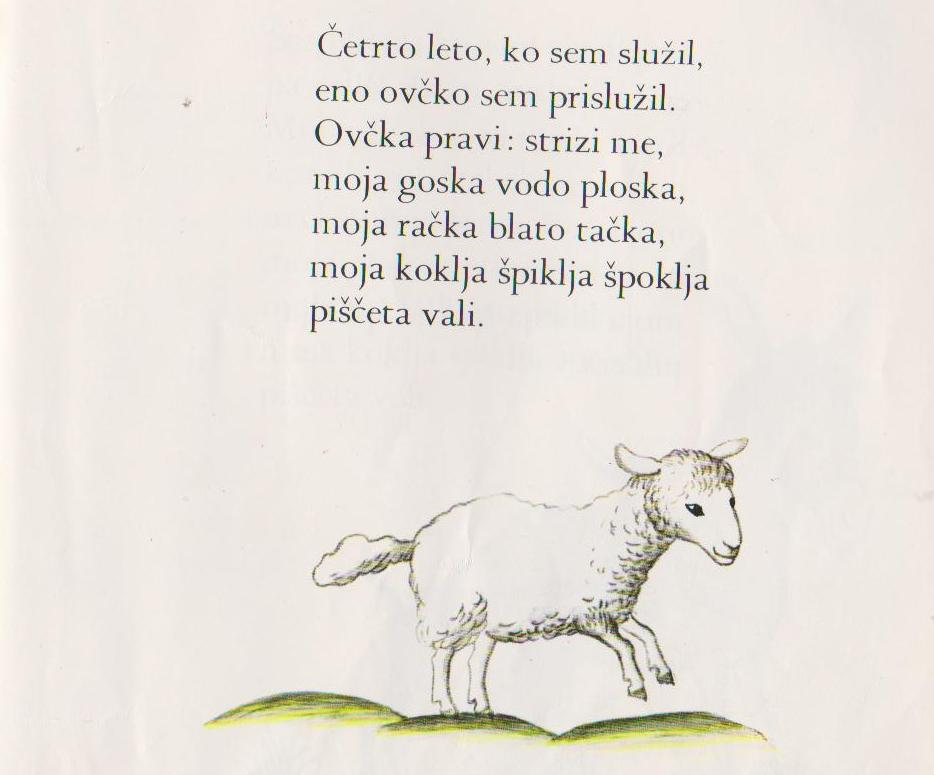 Četrto leto, ko sem služil,
eno ovčko sem prislužil.
Ovčka pravi: strizi me,
moja goska vodo ploska,
moja račka blato tačka,
moja koklja špiklja špoklja
piščeta vali.